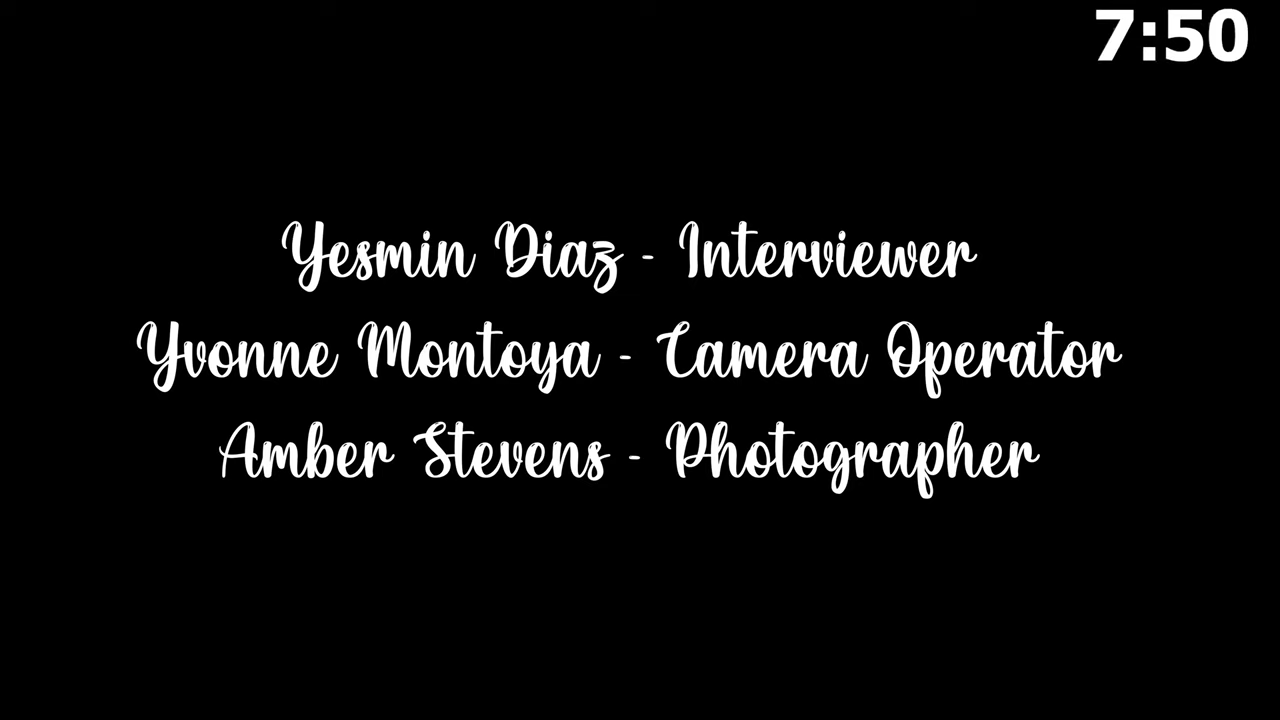 7:50
Yesmin Diaz - Interviewer
Yvonne Montoya - Camera Operator
Amber Stevens - Photographer